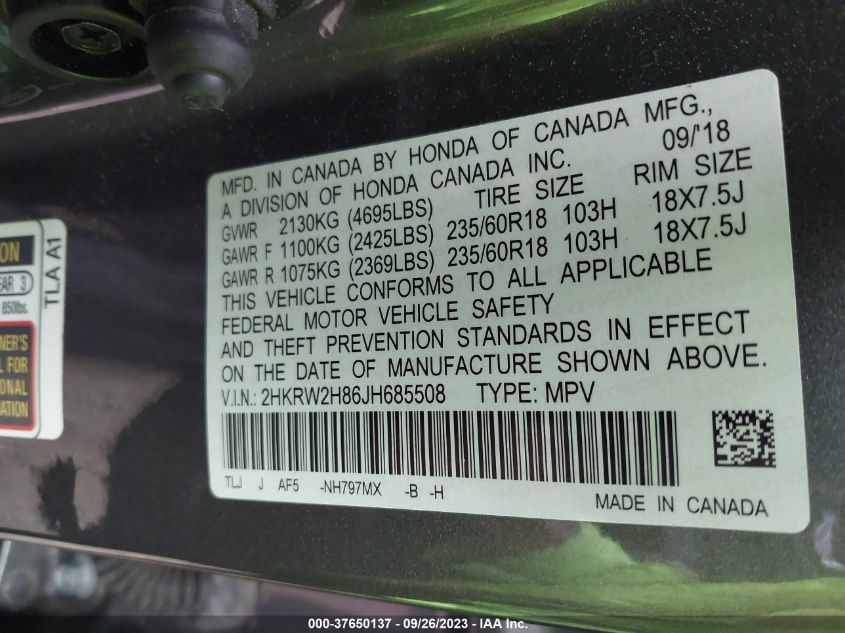 MFD. IN CANADA BY HONDA OF CANADA MFG.,
A DIVISION OF HONDA CANADA INC. 09/'18
GVWR 2130KG (4695LBS) TIRE SIZE RIM SIZE
GAWR F 1100KG (2425LBS) 235/60R18 103H 18X7.5J
GAWR R 1075KG (2369LBS) 235/60R18 103H 18X7.5J
THIS VEHICLE CONFORMS TO ALL APPLICABLE
FEDERAL MOTOR VEHICLE SAFETY
AND THEFT PREVENTION STANDARDS IN EFFECT
ON THE DATE OF MANUFACTURE SHOWN ABOVE.
V.I.N.: 2HKRW2H86JH685508 TYPE: MPV
TLJ J AF5 -NH797MX -B -H
MADE IN CANADA
TLA A1
3
850lbs.
FOR
000-37650137 - 09/26/2023 - IAA Inc.